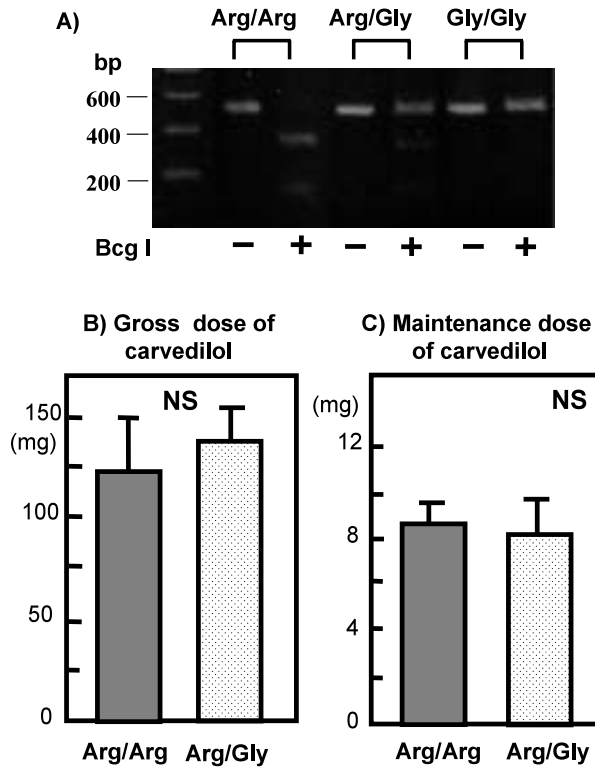 A)
Arg/Arg Arg/Gly Gly/Gly
bp
600
400
200
Bcg I − + − + − +
B) Gross dose of
carvedilol
NS
150
(mg)
100
50
0
Arg/Arg Arg/Gly
C) Maintenance dose
of carvedilol
(mg)
NS
12
8
4
0
Arg/Arg Arg/Gly